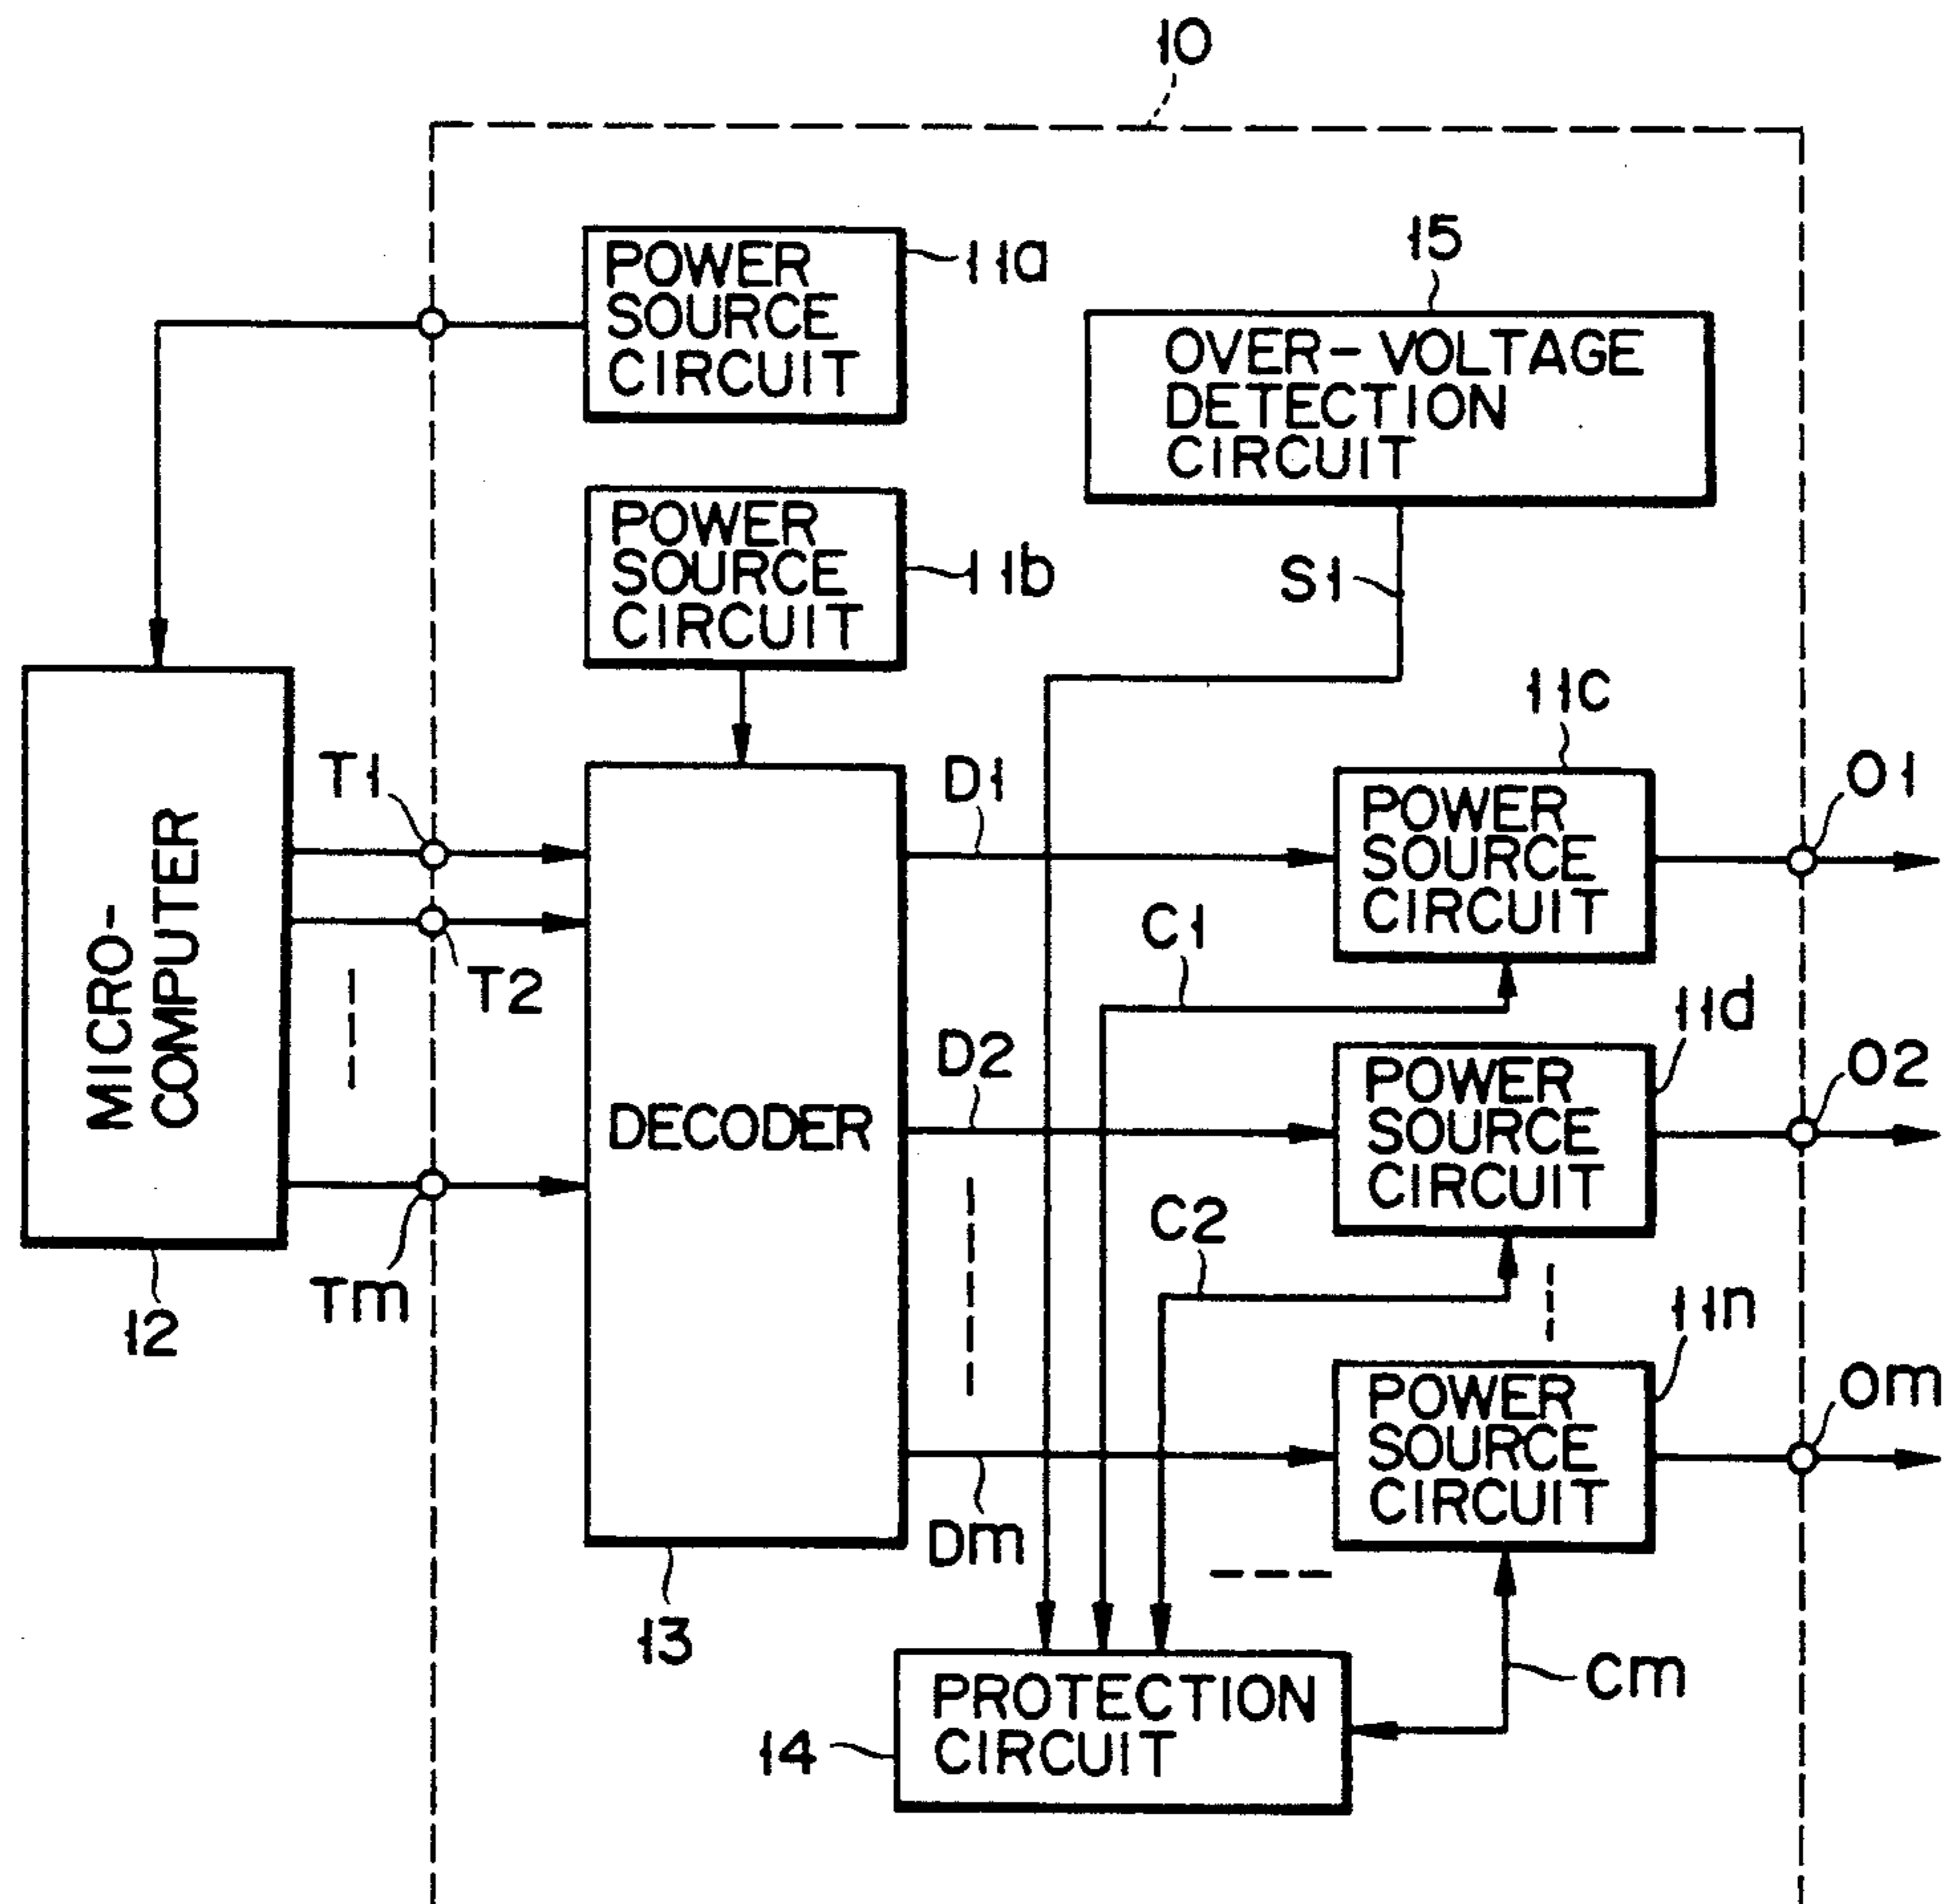 10
POWER
SOURCE
CIRCUIT
11a
15
OVER-VOLTAGE
DETECTION
CIRCUIT
POWER
SOURCE
CIRCUIT
11b
S1
11c
T1
D1
POWER
SOURCE
CIRCUIT
O1
MICRO-
COMPUTER
T2
C1
11d
D2
POWER
SOURCE
CIRCUIT
O2
DECODER
C2
Tm
12
11n
POWER
SOURCE
CIRCUIT
Om
Dm
13
14
PROTECTION
CIRCUIT
Cm